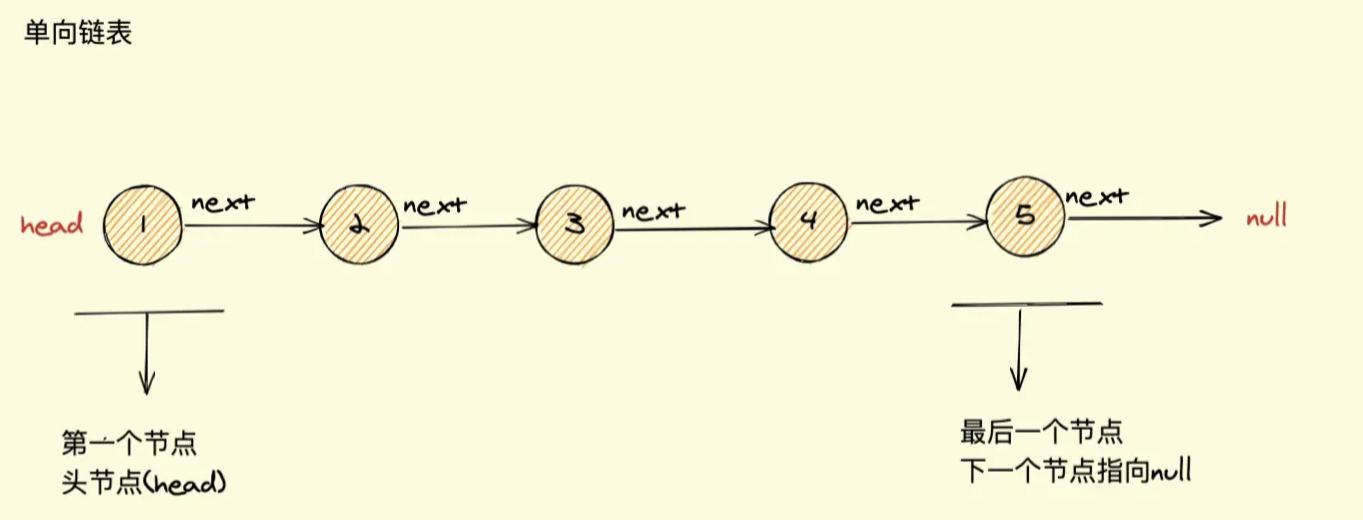 单向链表
head
1
next
2
next
3
next
4
next
5
next
null
第一个节点
头节点(head)
最后一个节点
下一个节点指向null